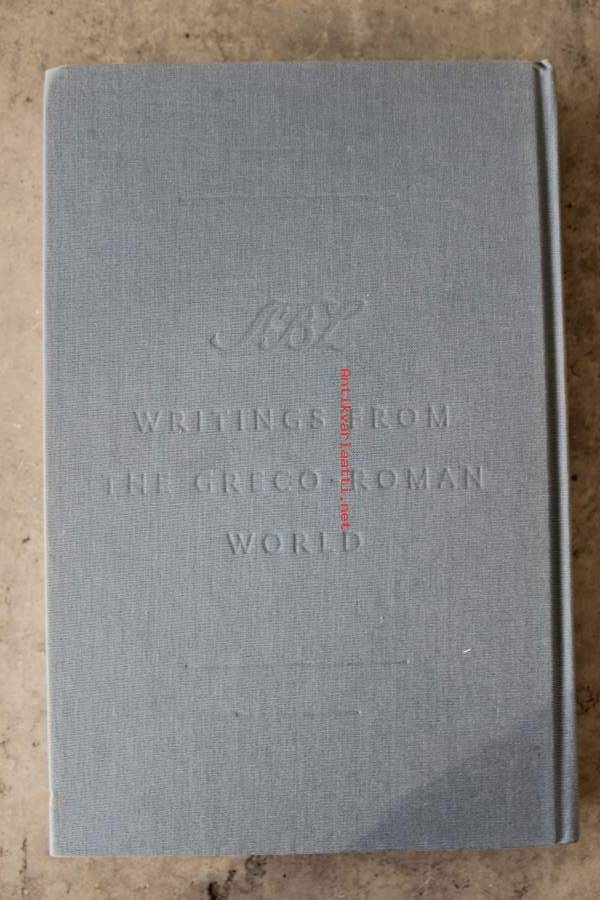 SBL
WRITINGS FROM
THE GRECO-ROMAN
WORLD
Antikvariaatti.net